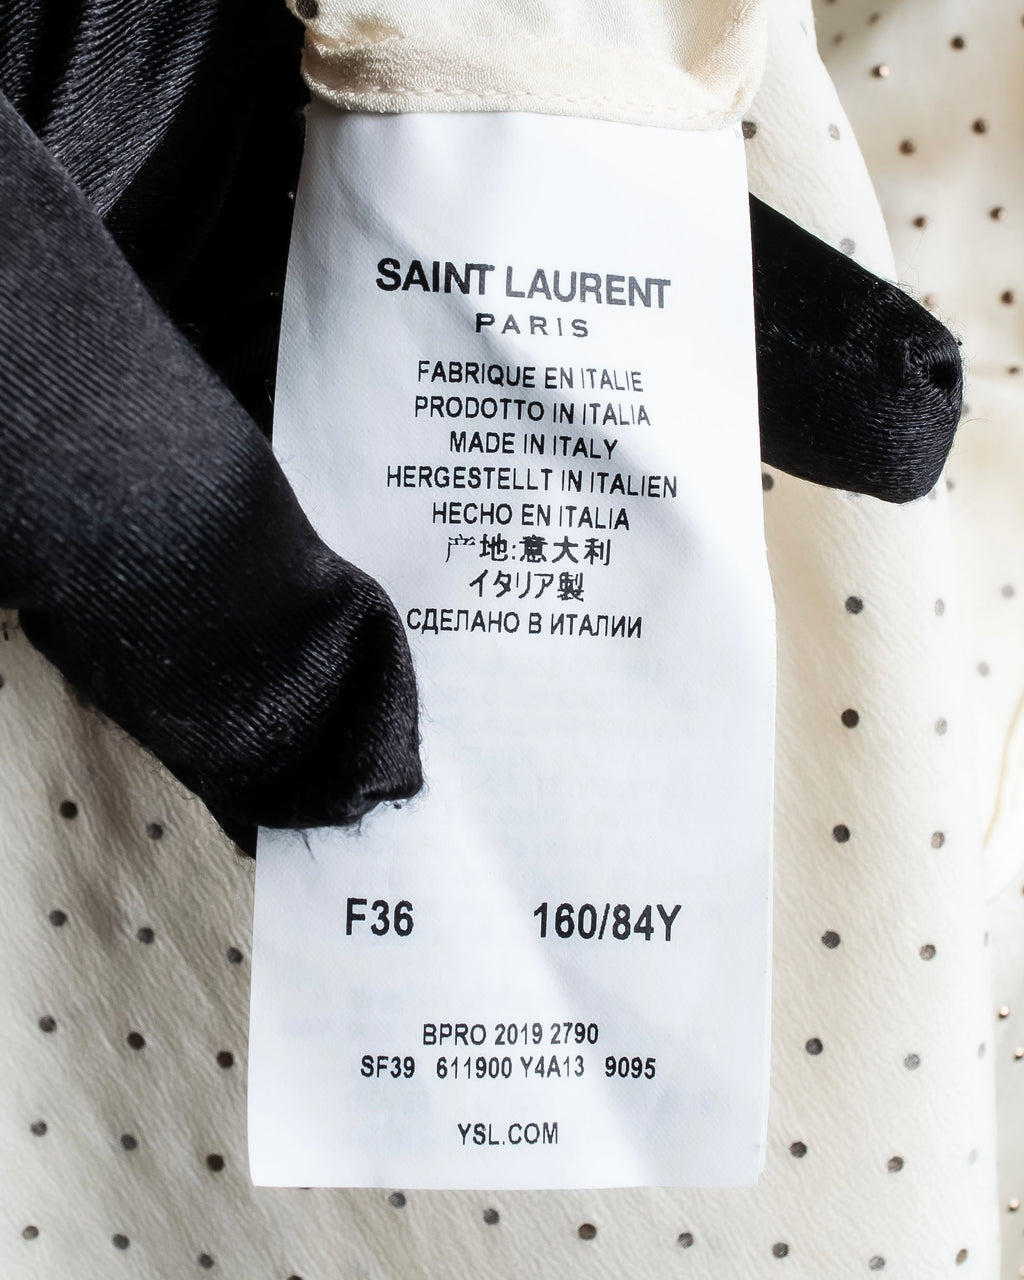 SAINT LAURENT
PARIS
FABRIQUE EN ITALIE
PRODOTTO IN ITALIA
MADE IN ITALY
HERGESTELLT IN ITALIEN
HECHO EN ITALIA
产地:意大利
イタリア製
СДЕЛАНО В ИТАЛИИ
F36 160/84Y
BPRO 2019 2790
SF39 611900 Y4A13 9095
YSL.COM